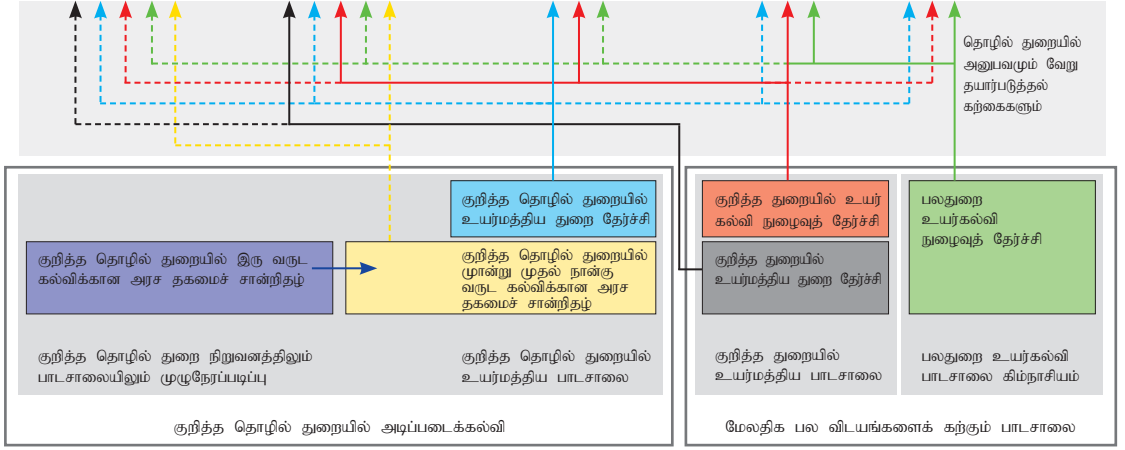 தொழில் துறையில்
அனுபவமும் வேறு
தயார்படுத்தல்
கற்கைகளும்
குறித்த தொழில் துறையில்
உயர்மத்திய துறை தேர்ச்சி
குறித்த துறையில் உயர்
கல்வி நுழைவுத் தேர்ச்சி
பலதுறை
உயர்கல்வி
நுழைவுத் தேர்ச்சி
குறித்த தொழில் துறையில் இரு வருட
கல்விக்கான அரச தகமைச் சான்றிதழ்
குறித்த தொழில் துறையில்
மூான்று முதல் நான்கு
வருட கல்விக்கான அரச
தகமைச் சான்றிதழ்
குறித்த துறையில்
உயர்மத்திய துறை தேர்ச்சி
குறித்த தொழில் துறை நிறுவனத்திலும்
பாடசாலையிலும் முழுநேரப்படிப்பு
குறித்த தொழில் துறையில்
உயர்மத்திய பாடசாலை
குறித்த துறையில்
உயர்மத்திய பாடசாலை
பலதுறை உயர்கல்வி
பாடசாலை கிம்நாசியம்
குறித்த தொழில் துறையில் அடிப்படைக்கல்வி
மேலதிக பல விடயங்களைக் கற்கும் பாடசாலை